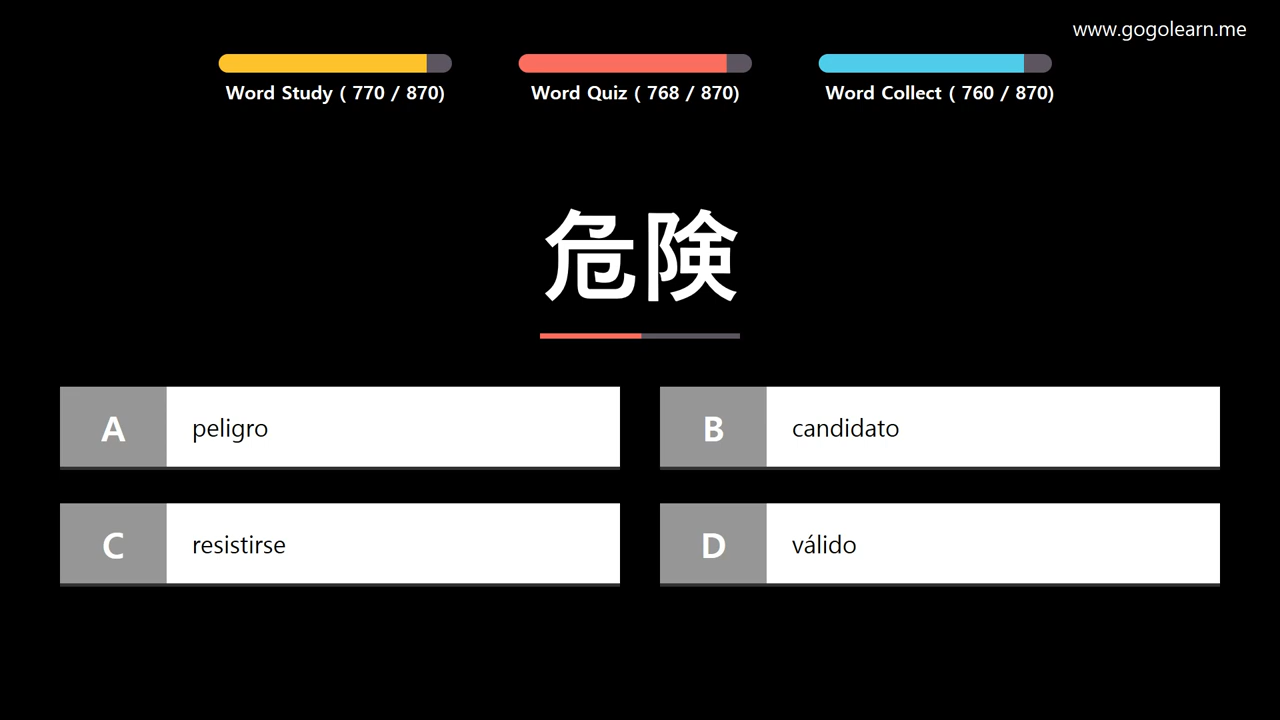 www.gogolearn.me
Word Study ( 770 / 870)
Word Quiz ( 768 / 870)
Word Collect ( 760 / 870)
危険
A peligro
B candidato
C resistirse
D válido